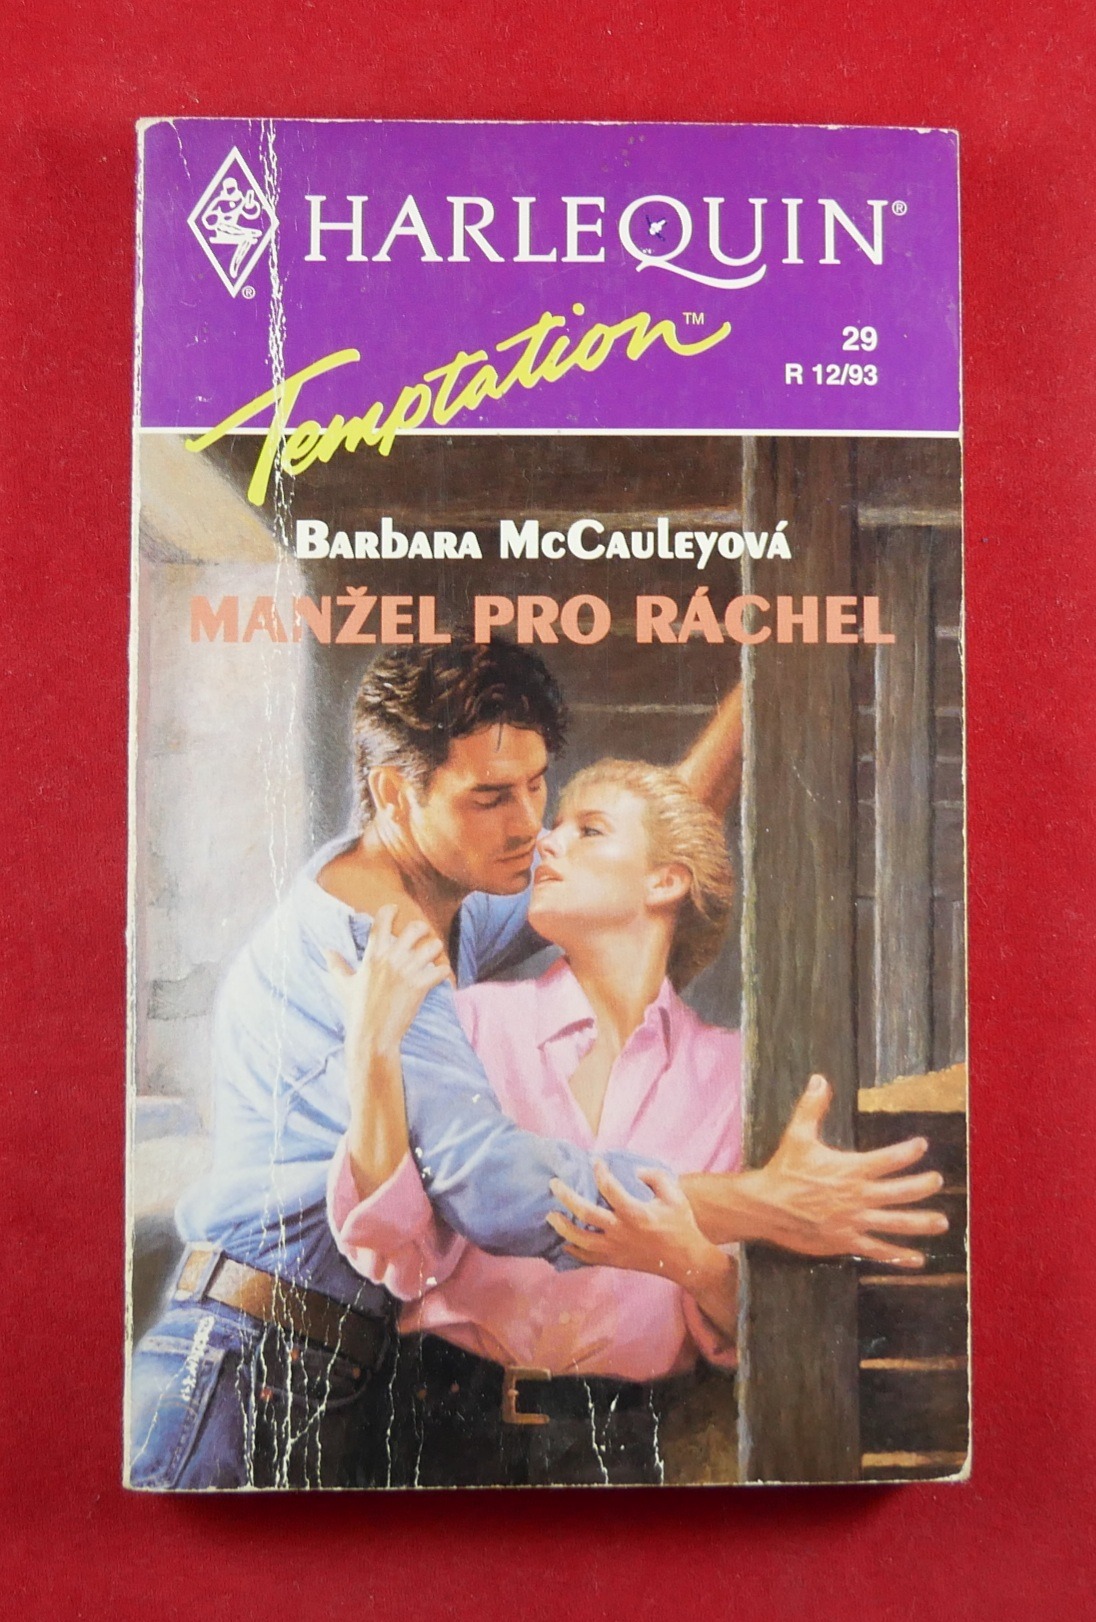 HARLEQUIN®
®
Temptation™
29
R 12/93
Barbara McCauleyová
MANŽEL PRO RÁCHEL